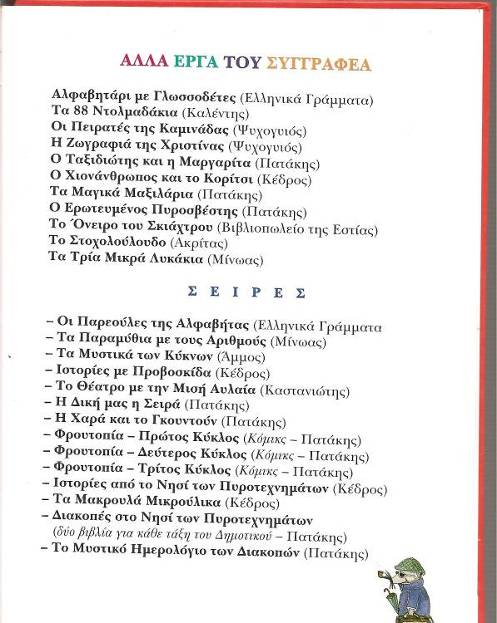 ΑΛΛΑ ΕΡΓΑ ΤΟΥ ΣΥΓΓΡΑΦΕΑ
Αλφαβητάρι με Γλωσσοδέτες (Ελληνικά Γράμματα)
Τα 88 Ντολμαδάκια (Καλέντης)
Οι Πειρατές της Καμινάδας (Ψυχογυιός)
Η Ζωγραφιά της Χριστίνας (Ψυχογυιός)
Ο Ταξιδιώτης και η Μαργαρίτα (Πατάκης)
Ο Χιονάνθρωπος και το Κορίτσι (Κέδρος)
Τα Μαγικά Μαξιλάρια (Πατάκης)
Ο Ερωτευμένος Πυροσβέστης (Πατάκης)
Το Όνειρο του Σκιάχτρου (Βιβλιοπωλείο της Εστίας)
Το Στοχολούλουδο (Ακρίτας)
Τα Τρία Μικρά Λυκάκια (Μίνωας)
ΣΕΙΡΕΣ
– Οι Παρεούλες της Αλφαβήτας (Ελληνικά Γράμματα
– Τα Παραμύθια με τους Αριθμούς (Μίνωας)
– Τα Μυστικά των Κύκνων (Άμμος)
– Ιστορίες με Προβοσκίδα (Κέδρος)
– Το Θέατρο με την Μισή Αυλαία (Καστανιώτης)
– Η Δική μας η Σειρά (Πατάκης)
– Η Χαρά και το Γκουντούν (Πατάκης)
– Φρουτοπία – Πρώτος Κύκλος (Κόμικς – Πατάκης)
– Φρουτοπία – Δεύτερος Κύκλος (Κόμικς – Πατάκης)
– Φρουτοπία – Τρίτος Κύκλος (Κόμικς – Πατάκης)
– Ιστορίες από το Νησί των Πυροτεχνημάτων (Κέδρος)
– Τα Μακρουλά Μικρούλικα (Κέδρος)
– Διακοπές στο Νησί των Πυροτεχνημάτων
(δύο βιβλία για κάθε τάξη του Δημοτικού – Πατάκης)
– Το Μυστικό Ημερολόγιο των Διακοπών (Πατάκης)